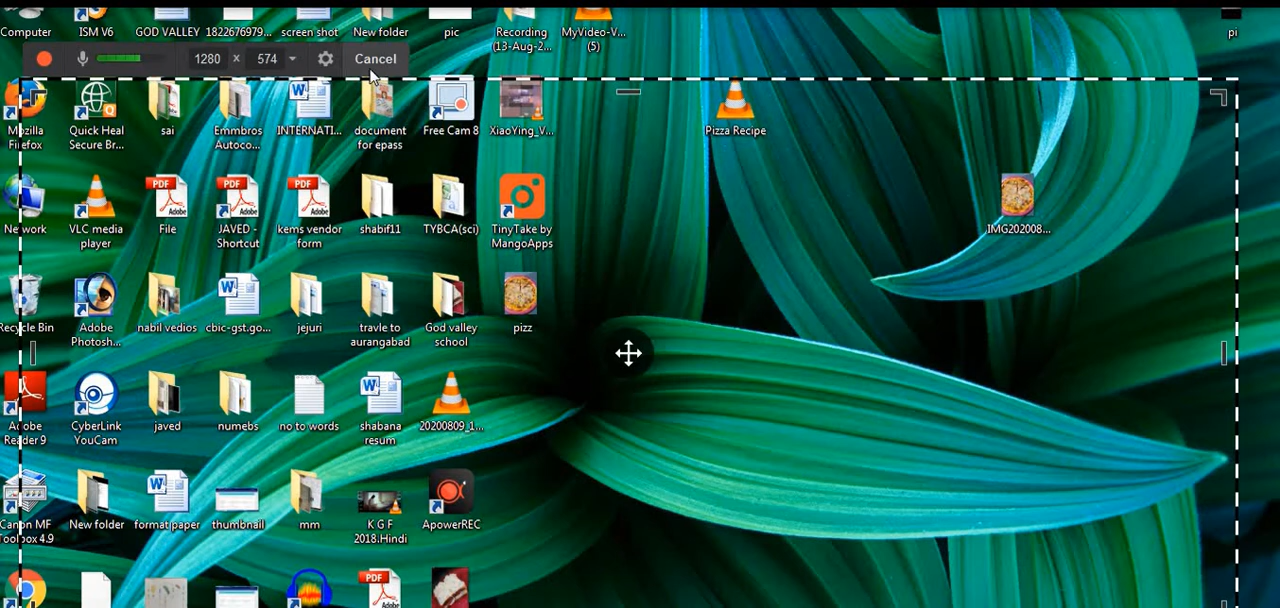 Computer
ISM V6
GOD VALLEY
1822676979...
screen shot
New folder
pic
Recording
(13-Aug-2...
MyVideo-V...
(5)
pi
1280 x 574
Cancel
Mozilla
Firefox
Quick Heal
Secure Br...
sai
Emmbros
Autoco...
INTERNATI...
document
for epass
Free Cam 8
XiaoYing_V...
Pizza Recipe
Network
VLC media
player
File
JAVED -
Shortcut
kems vendor
form
shabif11
TYBCA(sci)
TinyTake by
MangoApps
IMG202008...
Recycle Bin
Adobe
Photosh...
nabil vedios
cbic-gst.go...
jejuri
travle to
aurangabad
God valley
school
pizz
Adobe
Reader 9
CyberLink
YouCam
javed
numebs
no to words
shabana
resum
20200809_1...
Canon MF
Toolbox 4.9
New folder
format paper
thumbnail
mm
K G F
2018.Hindi
ApowerREC